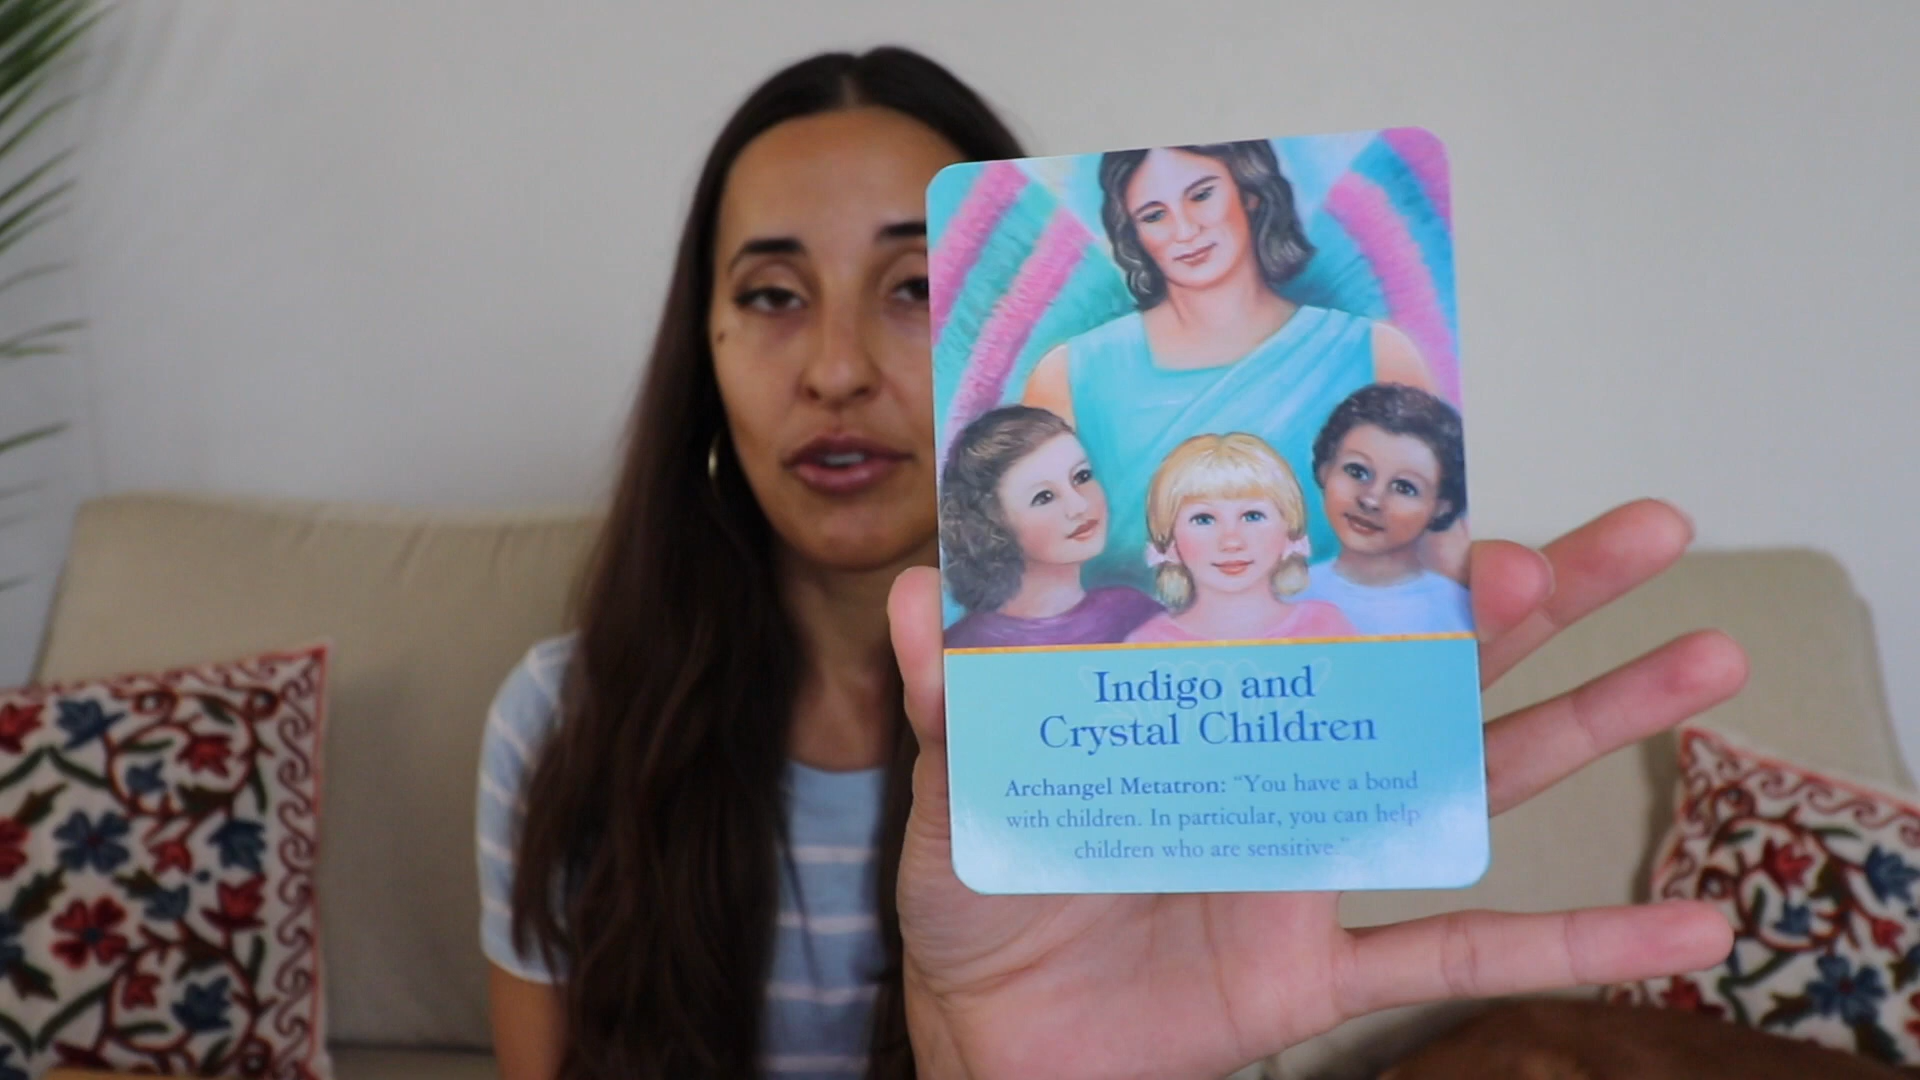 Indigo and
Crystal Children
Archangel Metatron: “You have a bond
with children. In particular, you can help
children who are sensitive.”